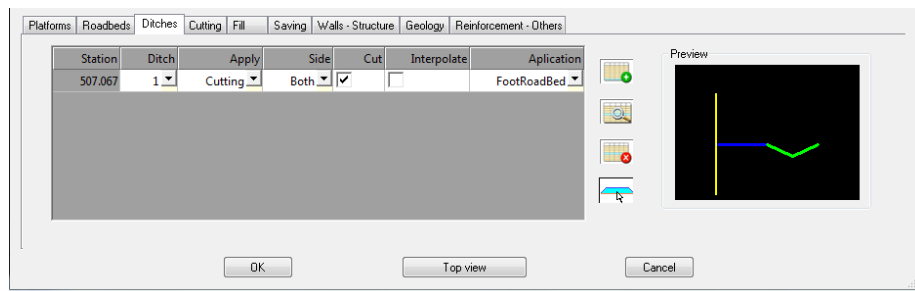 Platforms Roadbeds Ditches Cutting Fill Saving Walls - Structure Geology Reinforcement - Others
Station Ditch Apply Side Cut Interpolate Aplication
507.067 1 Cutting Both FootRoadBed
Preview
OK Top view Cancel